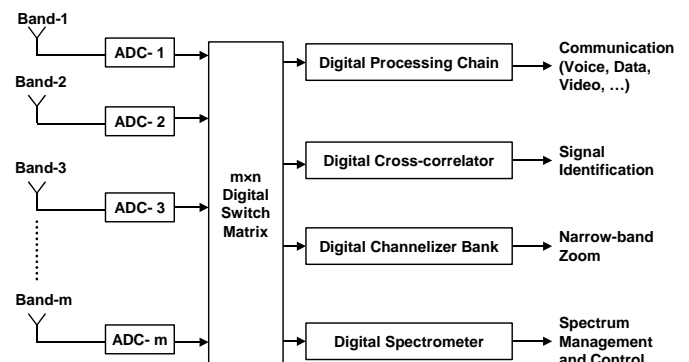 Band-1
ADC- 1
Band-2
ADC- 2
Band-3
ADC- 3
Band-m
ADC- m
m×n
Digital
Switch
Matrix
Digital Processing Chain
Communication
(Voice, Data,
Video, …)
Digital Cross-correlator
Signal
Identification
Digital Channelizer Bank
Narrow-band
Zoom
Digital Spectrometer
Spectrum
Management
and Control